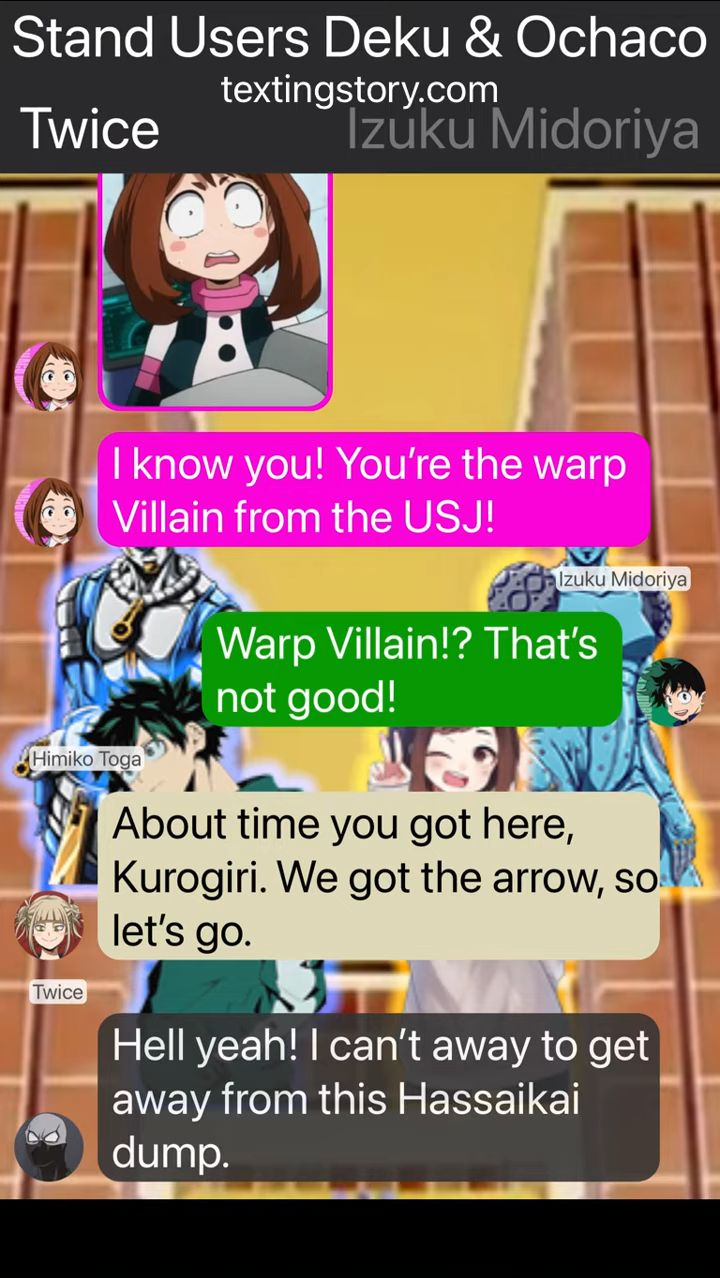 Stand Users Deku & Ochaco
textingstory.com
Twice
Izuku Midoriya
I know you! You’re the warp
Villain from the USJ!
Izuku Midoriya
Warp Villain!? That’s
not good!
Himiko Toga
About time you got here,
Kurogiri. We got the arrow, so
let’s go.
Twice
Hell yeah! I can’t away to get
away from this Hassaikai
dump.